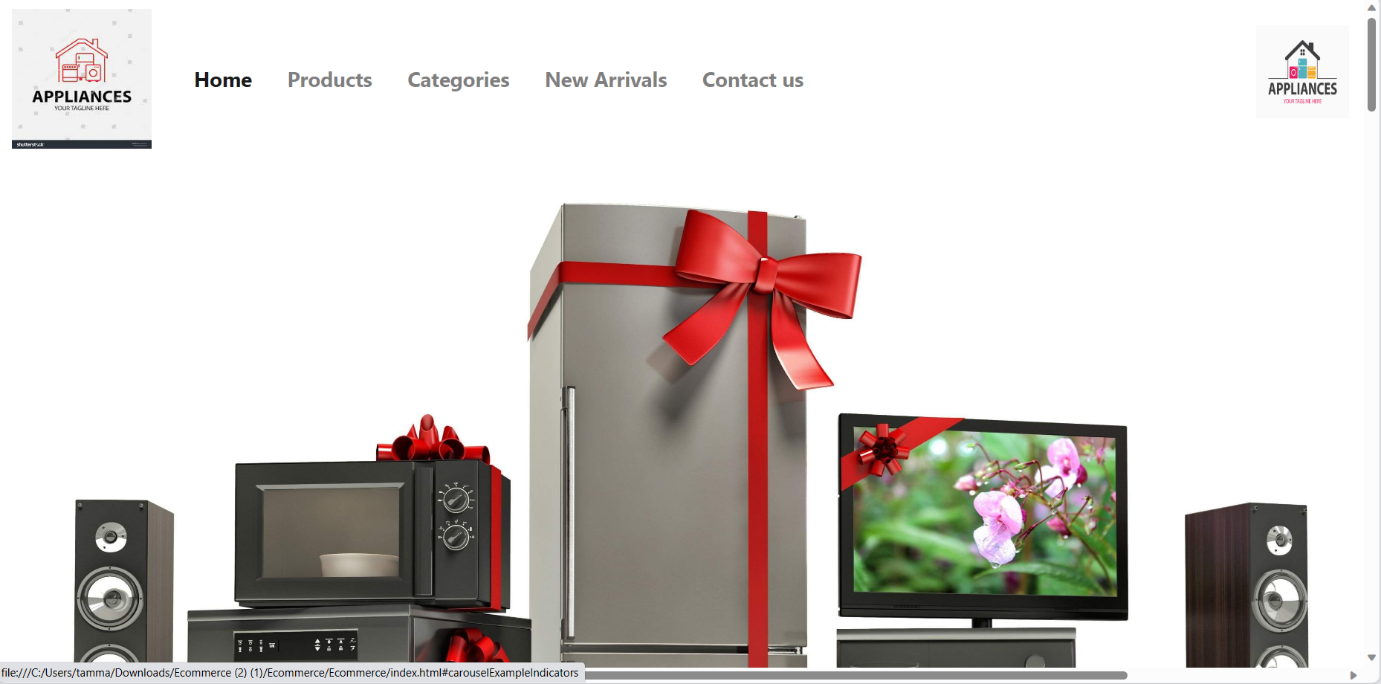 APPLIANCES
YOUR TAGLINE HERE
shutterstock
Home Products Categories New Arrivals Contact us
APPLIANCES
YOUR TAGLINE HERE
file:///C:/Users/tamma/Downloads/Ecommerce (2) (1)/Ecommerce/Ecommerce/index.html#carouselExampleIndicators